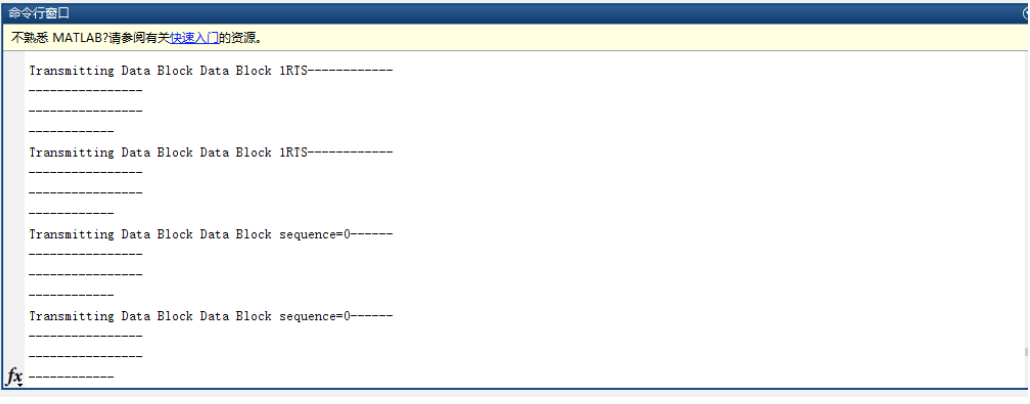 命令行窗口
不熟悉 MATLAB?请参阅有关快速入门的资源。
Transmitting Data Block Data Block 1RTS------------
----------------
----------------
------------
Transmitting Data Block Data Block 1RTS------------
----------------
----------------
------------
Transmitting Data Block Data Block sequence=0------
----------------
----------------
------------
Transmitting Data Block Data Block sequence=0------
----------------
----------------
fx ------------